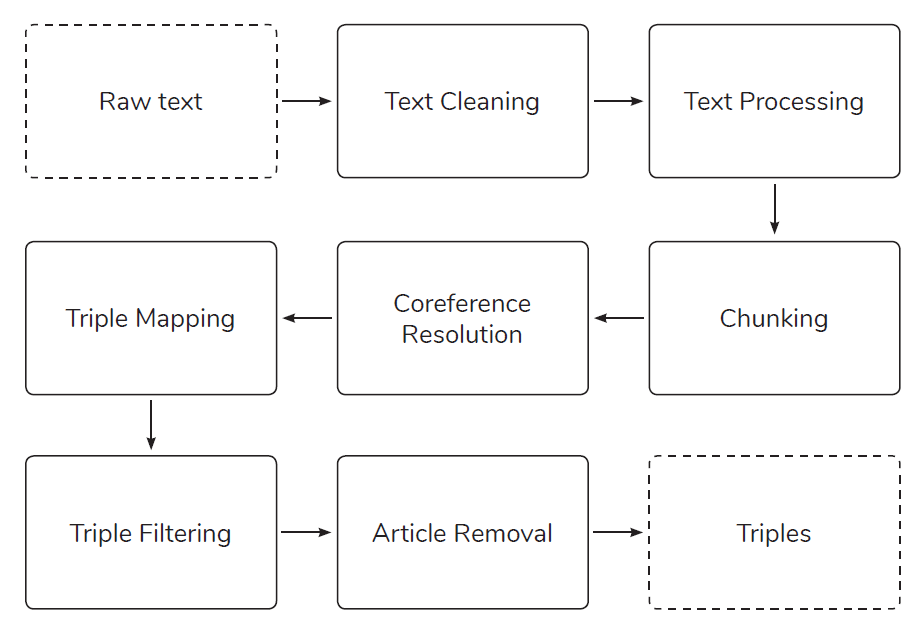 Raw text
Text Cleaning
Text Processing
Triple Mapping
Coreference
Resolution
Chunking
Triple Filtering
Article Removal
Triples